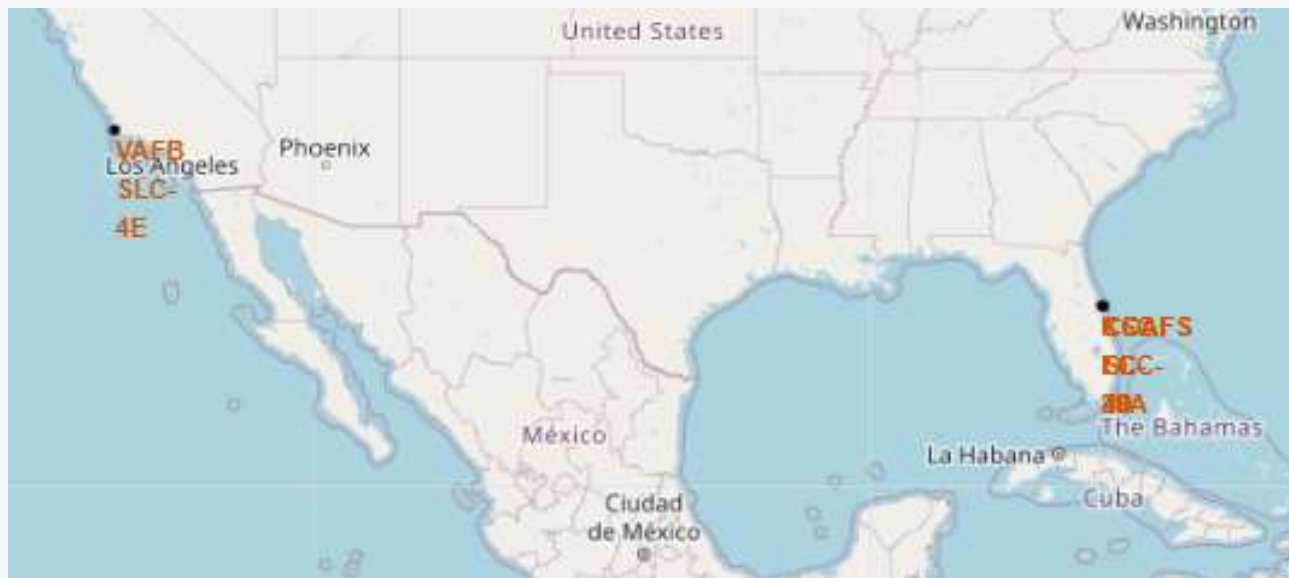 Washington
United States
Phoenix
Los Angeles
VAFB
SLC-
4E
México
The Bahamas
La Habana
Cuba
Ciudad
de México